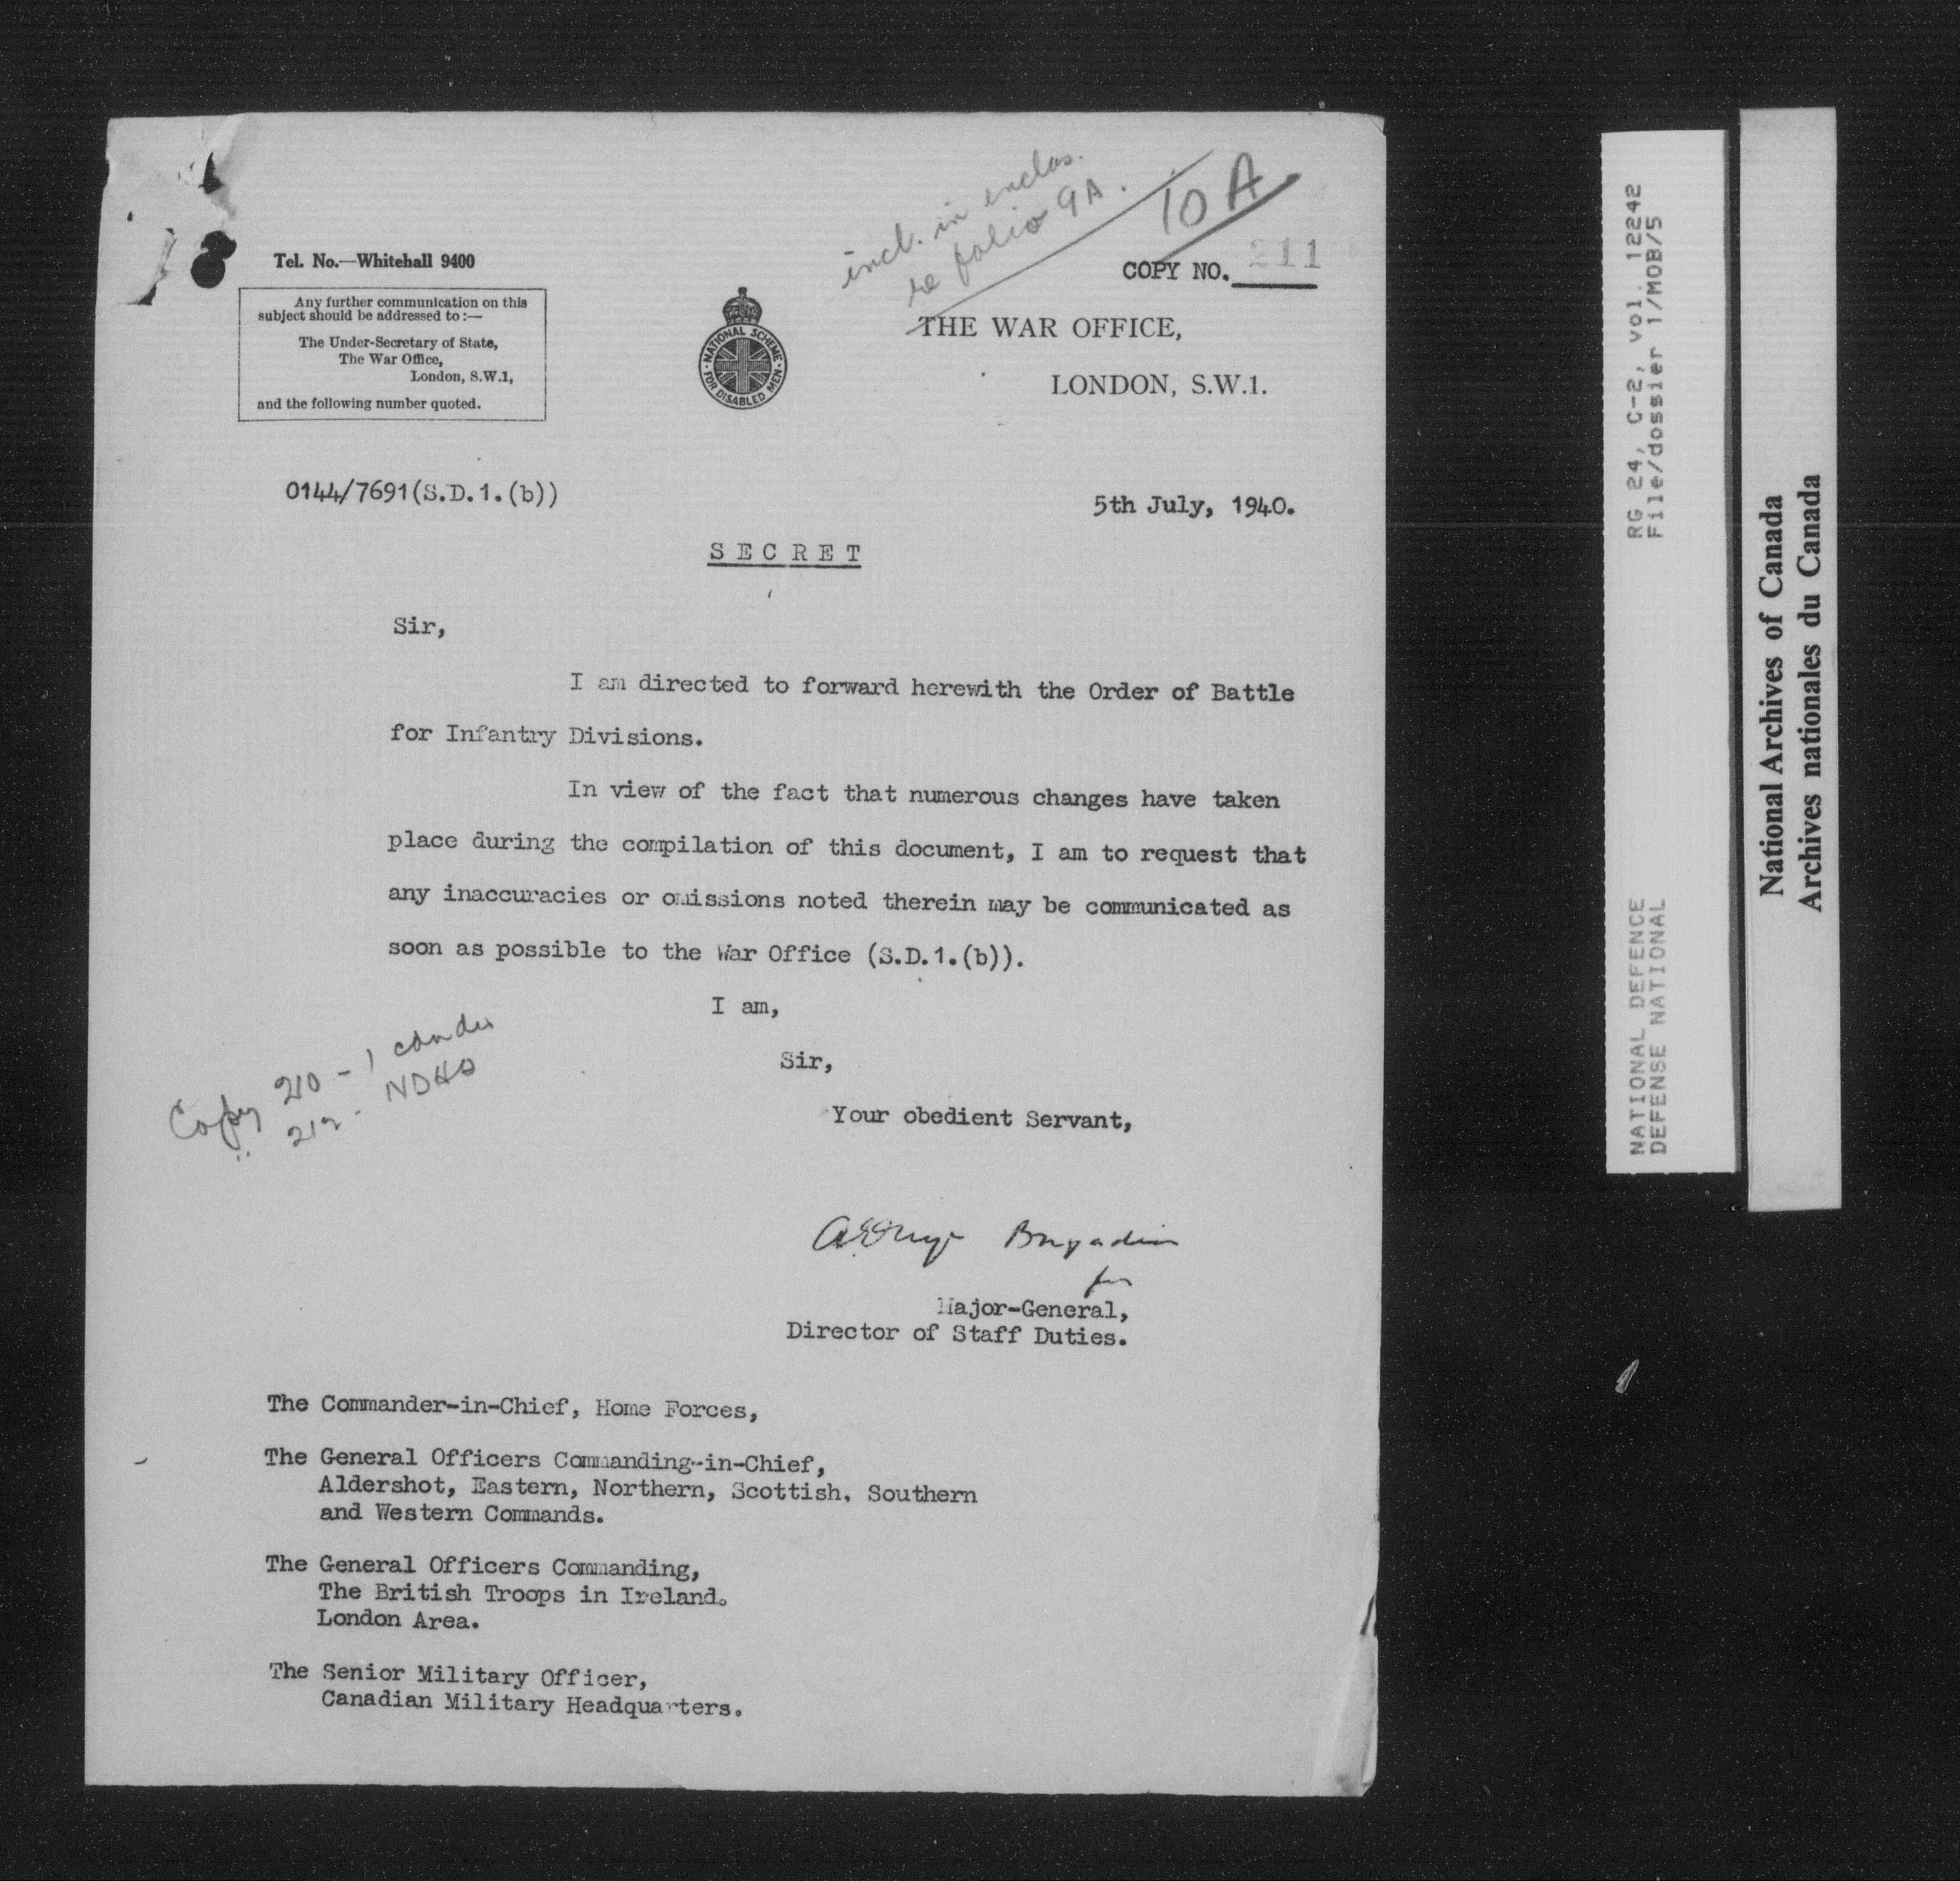 incl. in enclos.
re folio 9A.
10A
Tel. No.—Whitehall 9400
COPY NO. 211
Any further communication on this
subject should be addressed to :—
The Under-Secretary of State,
The War Office,
London, S.W.1,
and the following number quoted.
NATIONAL SCHEME
FOR DISABLED MEN
THE WAR OFFICE,
LONDON, S.W.1.
0144/7691(S.D.1.(b))
5th July, 1940.
SECRET
Sir,
I am directed to forward herewith the Order of Battle
for Infantry Divisions.
In view of the fact that numerous changes have taken
place during the compilation of this document, I am to request that
any inaccuracies or omissions noted therein may be communicated as
soon as possible to the War Office (S.D.1.(b)).
I am,
Sir,
Your obedient Servant,
Copy 210 - 1
212 - NDHQ
Brigadier
for
Major-General,
Director of Staff Duties.
The Commander-in-Chief, Home Forces,
The General Officers Commanding-in-Chief,
Aldershot, Eastern, Northern, Scottish, Southern
and Western Commands.
The General Officers Commanding,
The British Troops in Ireland.
London Area.
The Senior Military Officer,
Canadian Military Headquarters.
RG 24, C-2, vol. 12242
File/dossier 1/MOB/5
NATIONAL DEFENCE
DEFENSE NATIONAL
National Archives of Canada
Archives nationales du Canada